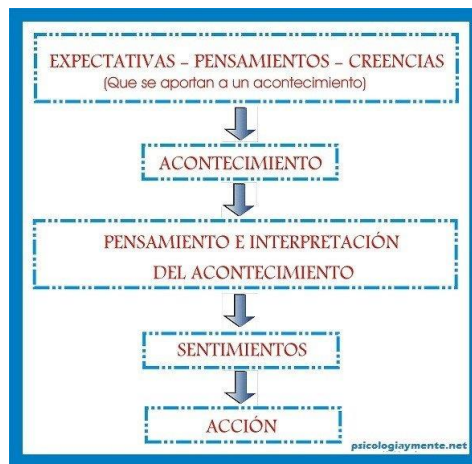 EXPECTATIVAS - PENSAMIENTOS - CREENCIAS
(Que se aportan a un acontecimiento)
ACONTECIMIENTO
PENSAMIENTO E INTERPRETACIÓN
DEL ACONTECIMIENTO
SENTIMIENTOS
ACCIÓN
psicologiaymente.net